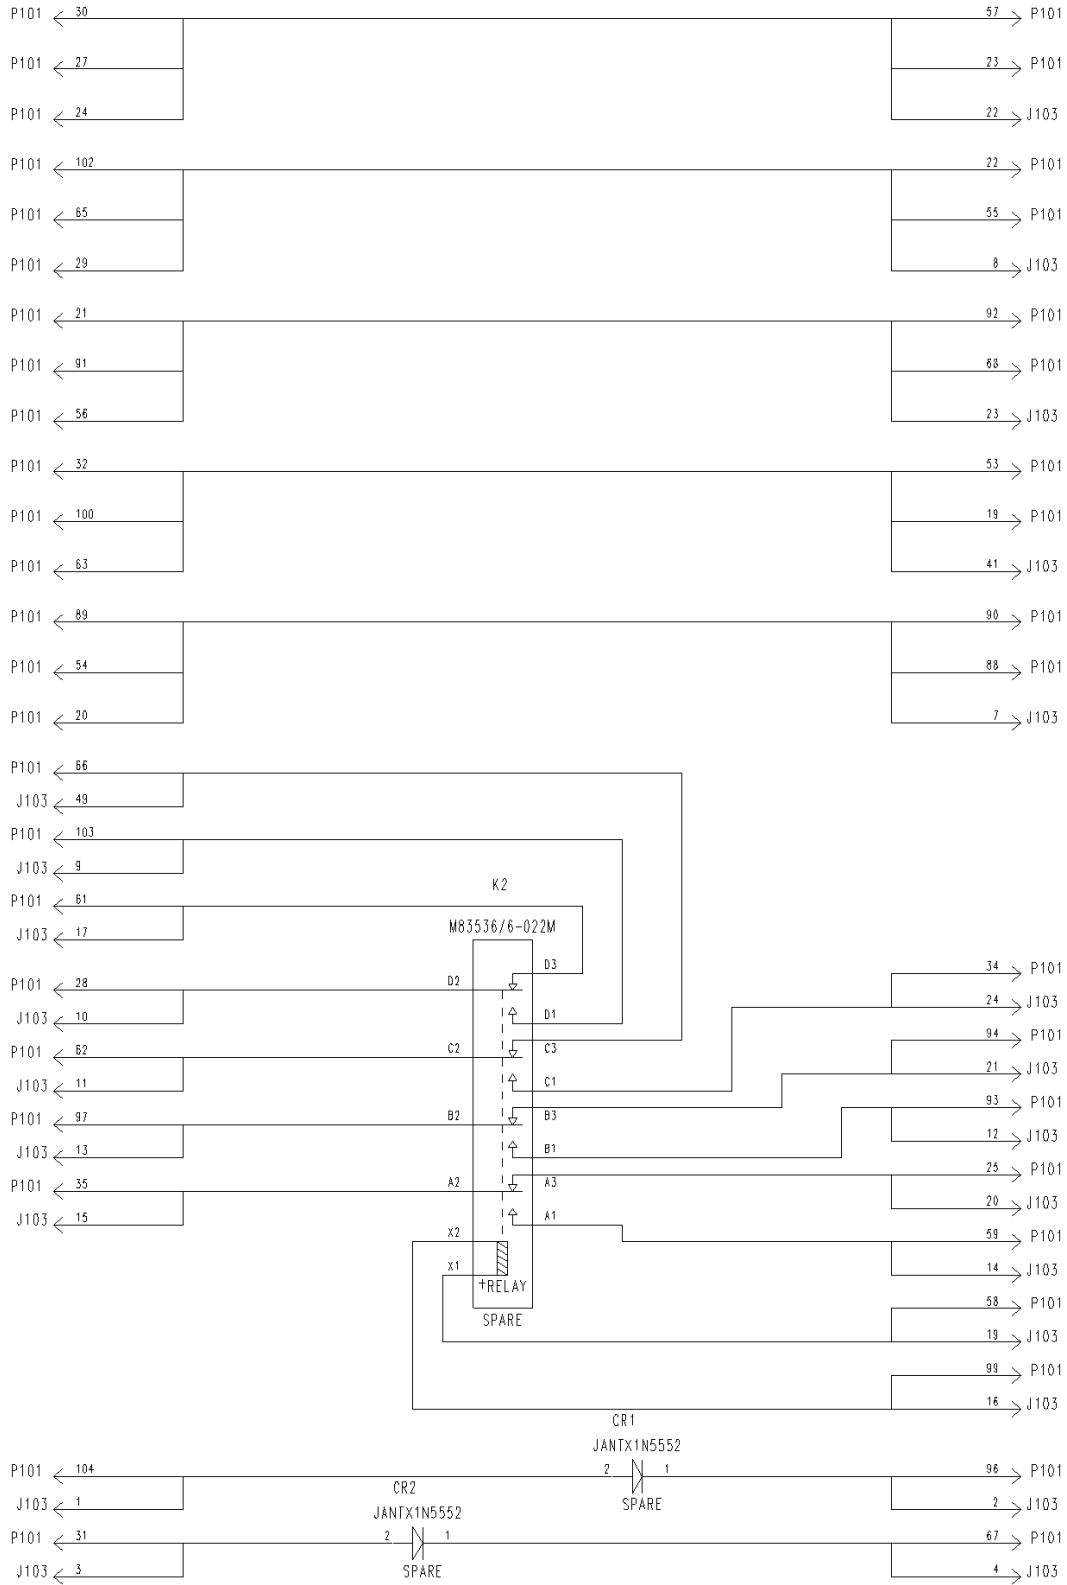 P101 30 57 P101
P101 27 23 P101
P101 24 22 J103
P101 102 22 P101
P101 65 55 P101
P101 29 8 J103
P101 21 92 P101
P101 91 68 P101
P101 56 23 J103
P101 32 53 P101
P101 100 19 P101
P101 63 41 J103
P101 89 90 P101
P101 54 88 P101
P101 20 7 J103
P101 66
J103 49
P101 103
J103 9
K2
P101 61
M83536/6-022M
J103 17
D3 34 P101
P101 28 D2
24 J103
J103 10 D1
94 P101
P101 62 C2 C3
21 J103
J103 11 C1
93 P101
P101 97 B2 B3
12 J103
J103 13 B1
25 P101
P101 35 A2 A3
20 J103
J103 15 A1
X2 59 P101
X1 14 J103
+RELAY
58 P101
SPARE
19 J103
99 P101
16 J103
CR1
JANTX1N5552
P101 104 2 1 96 P101
CR2
J103 1 SPARE 2 J103
JANTX1N5552
P101 31 2 1 67 P101
J103 3 SPARE 4 J103